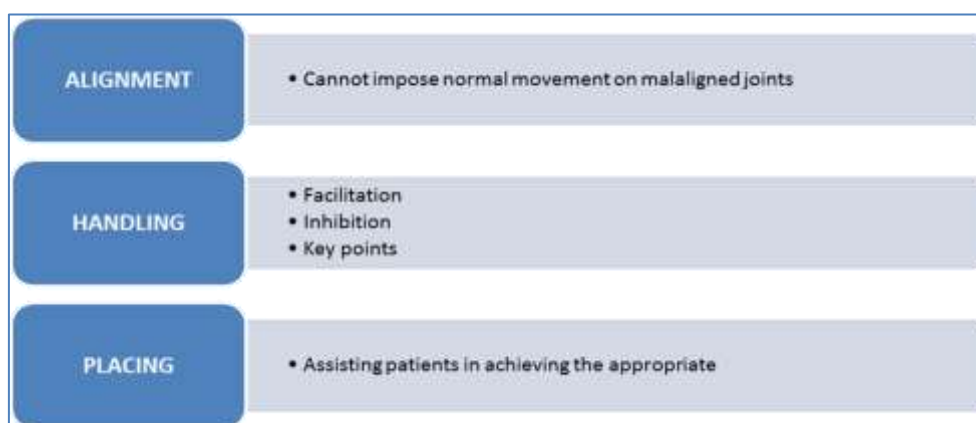 ALIGNMENT
• Cannot impose normal movement on malaligned joints
HANDLING
• Facilitation
• Inhibition
• Key points
PLACING
• Assisting patients in achieving the appropriate